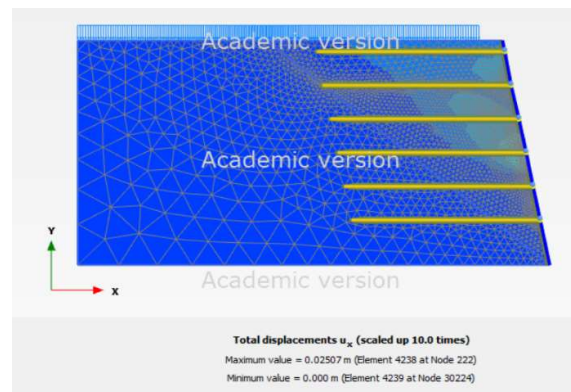 Academic version
Academic version
Y
X
Academic version
Total displacements uₓ (scaled up 10.0 times)
Maximum value = 0.02507 m (Element 4238 at Node 222)
Minimum value = 0.000 m (Element 4239 at Node 30224)